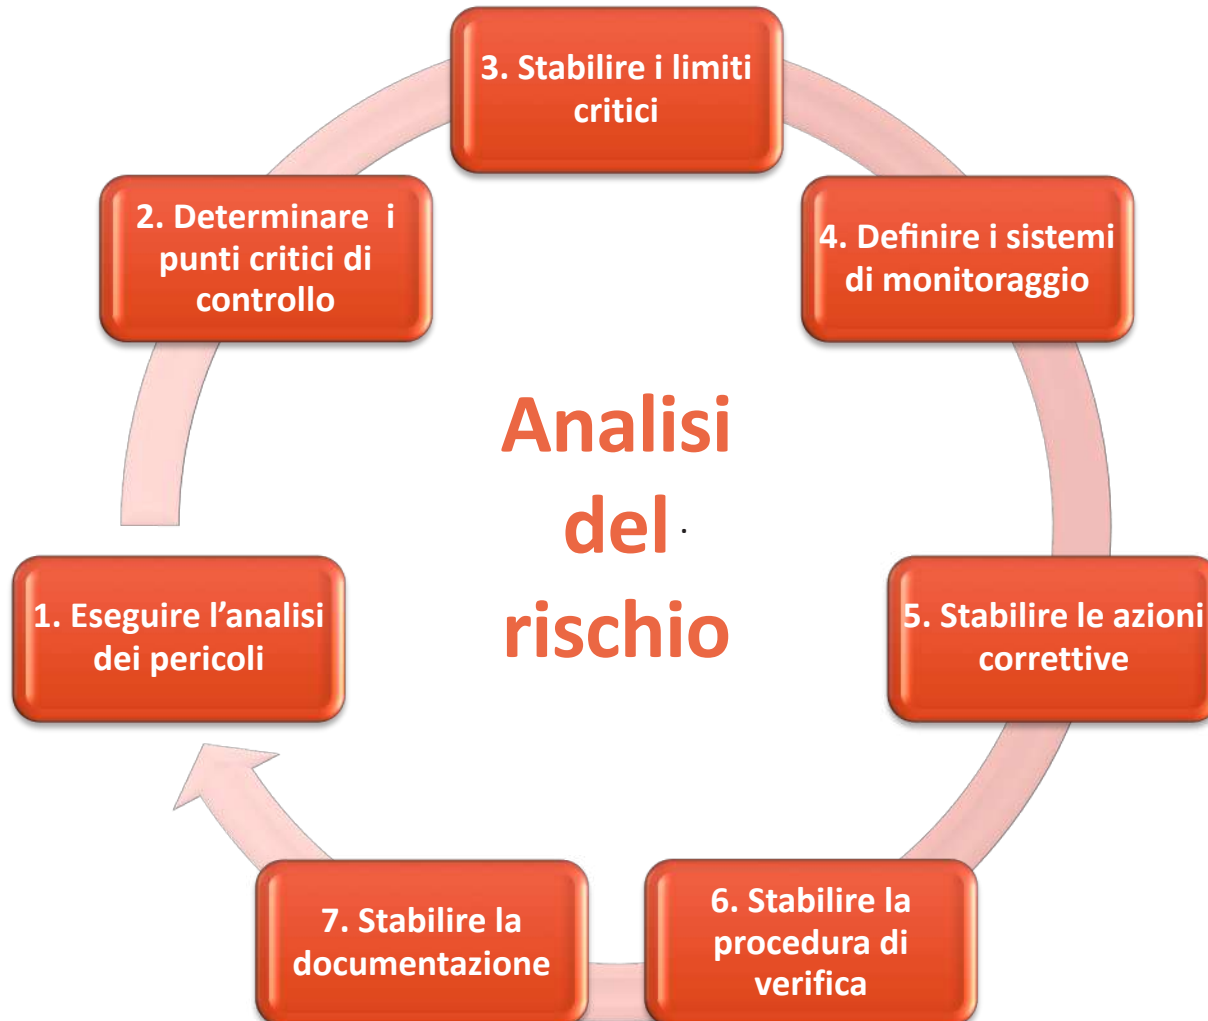 1. Eseguire l’analisi
dei pericoli
2. Determinare  i
punti critici di
controllo
3. Stabilire i limiti
critici
4. Definire i sistemi
di monitoraggio
5. Stabilire le azioni
correttive
6. Stabilire la
procedura di
verifica
7. Stabilire la
documentazione
Analisi
del .
rischio